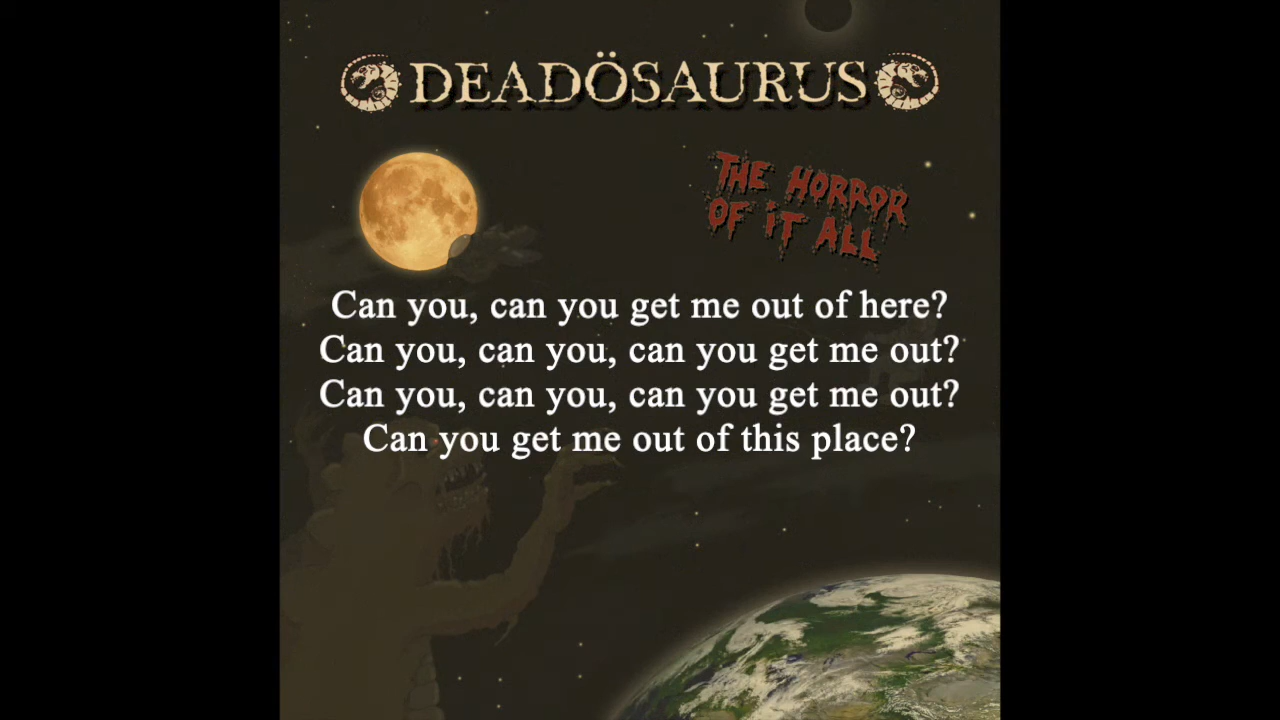 DEADÖSAURUS
THE HORROR
OF iT ALL
Can you, can you get me out of here?
Can you, can you, can you get me out?
Can you, can you, can you get me out?
Can you get me out of this place?